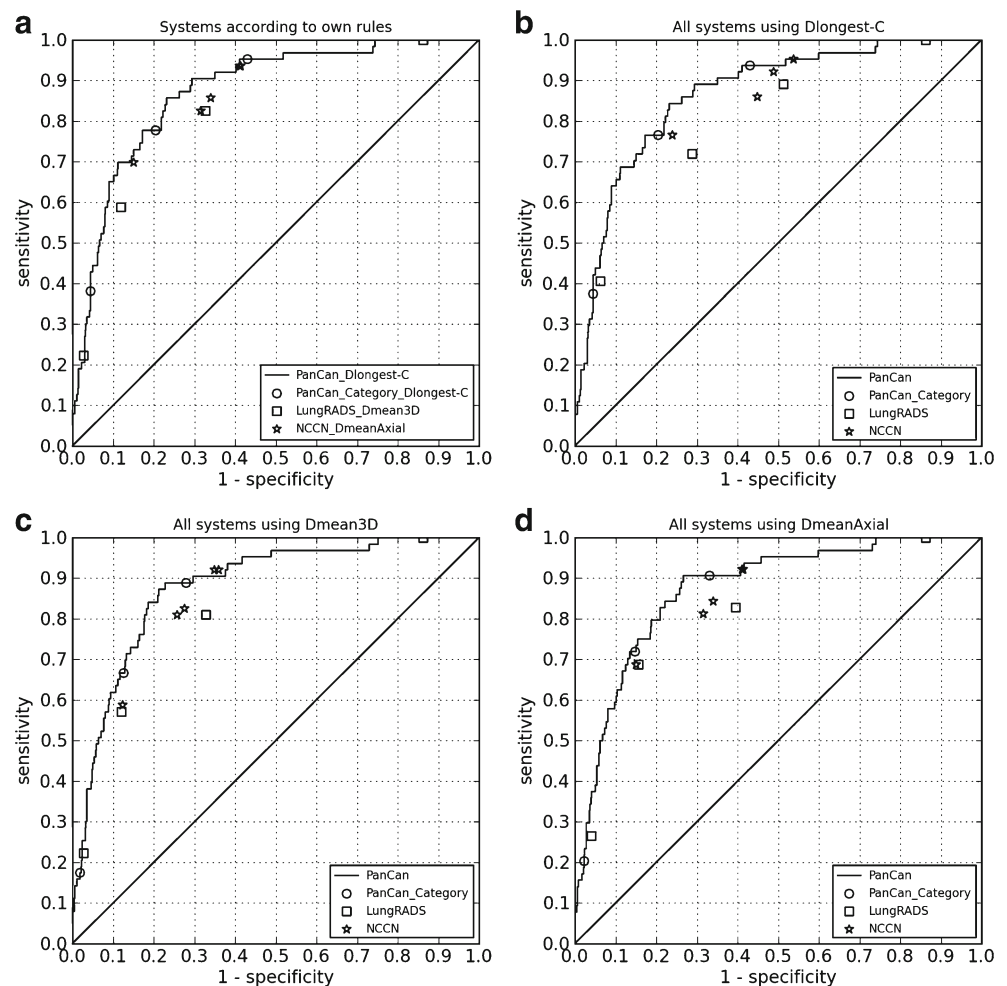 a
Systems according to own rules
1.0
0.9
0.8
0.7
0.6
0.5
0.4
0.3
0.2
0.1
0.0
sensitivity
PanCan_Dlongest-C
PanCan_Category_Dlongest-C
LungRADS_Dmean3D
NCCN_DmeanAxial
0.0 0.1 0.2 0.3 0.4 0.5 0.6 0.7 0.8 0.9 1.0
1 - specificity
b
All systems using Dlongest-C
1.0
0.9
0.8
0.7
0.6
0.5
0.4
0.3
0.2
0.1
0.0
sensitivity
PanCan
PanCan_Category
LungRADS
NCCN
0.0 0.1 0.2 0.3 0.4 0.5 0.6 0.7 0.8 0.9 1.0
1 - specificity
c
All systems using Dmean3D
1.0
0.9
0.8
0.7
0.6
0.5
0.4
0.3
0.2
0.1
0.0
sensitivity
PanCan
PanCan_Category
LungRADS
NCCN
0.0 0.1 0.2 0.3 0.4 0.5 0.6 0.7 0.8 0.9 1.0
1 - specificity
d
All systems using DmeanAxial
1.0
0.9
0.8
0.7
0.6
0.5
0.4
0.3
0.2
0.1
0.0
sensitivity
PanCan
PanCan_Category
LungRADS
NCCN
0.0 0.1 0.2 0.3 0.4 0.5 0.6 0.7 0.8 0.9 1.0
1 - specificity